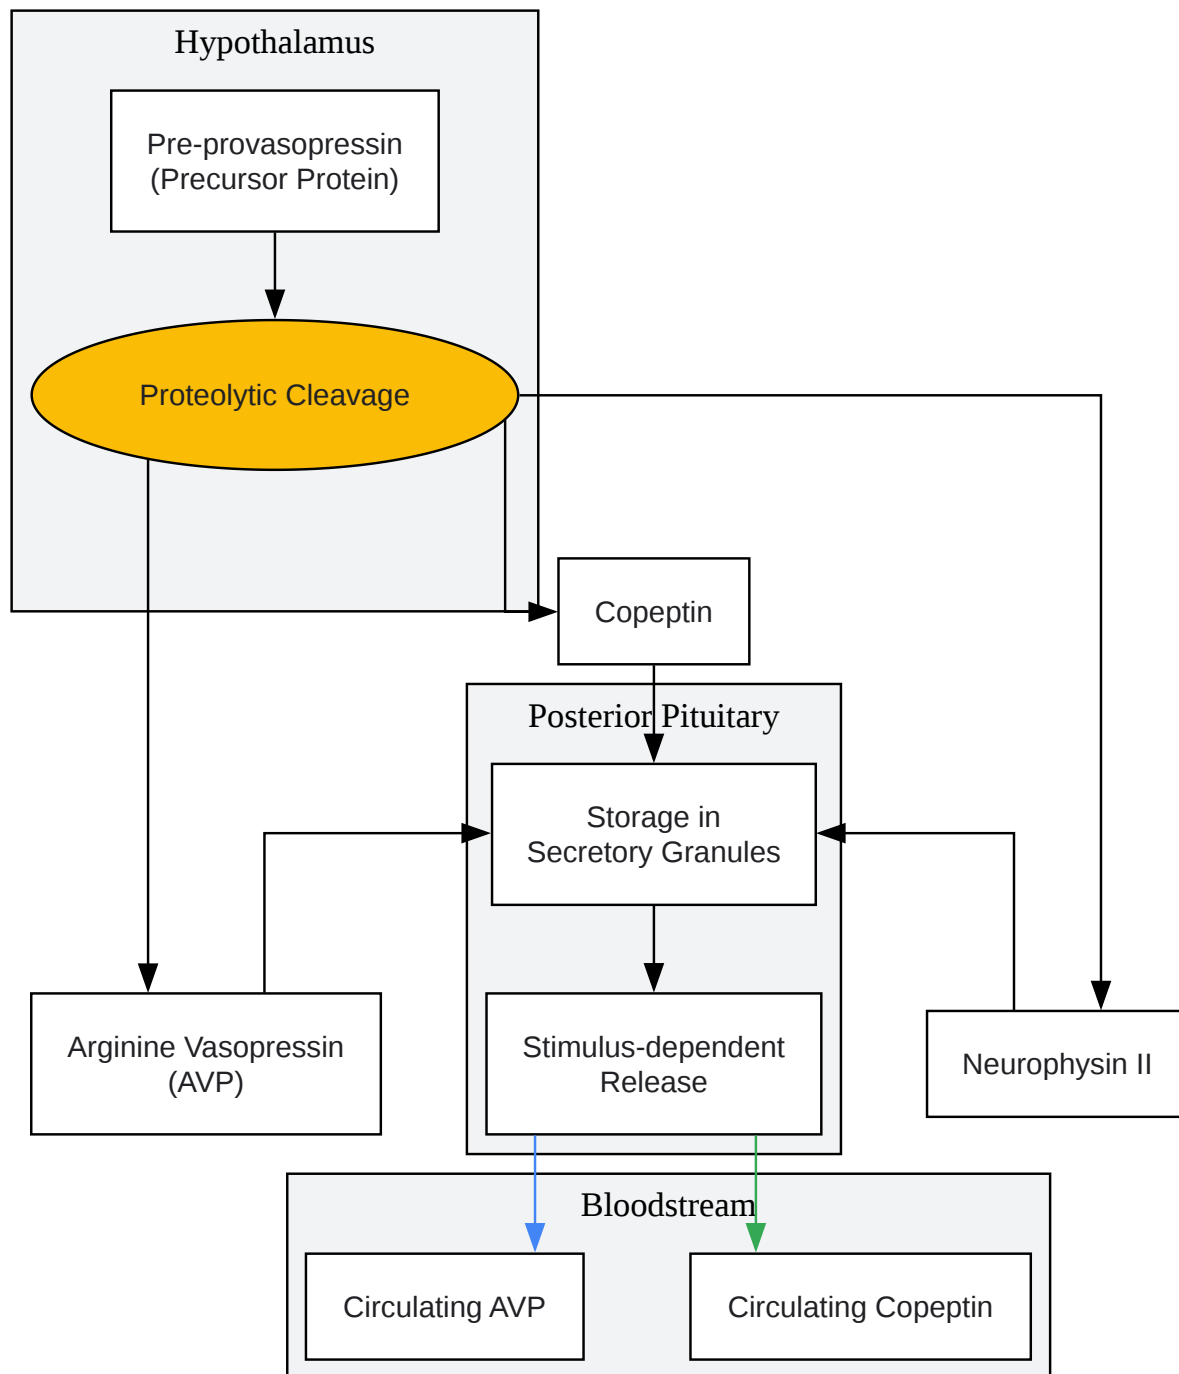 Hypothalamus
Pre-provasopressin
(Precursor Protein)
Proteolytic Cleavage
Copeptin
Posterior Pituitary
Storage in
Secretory Granules
Arginine Vasopressin
(AVP)
Stimulus-dependent
Release
Neurophysin II
Bloodstream
Circulating AVP
Circulating Copeptin